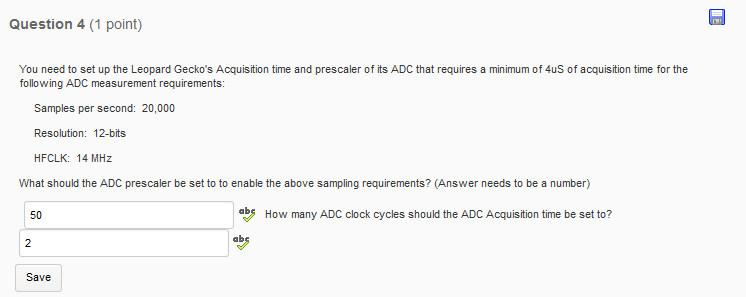 Question 4 (1 point)
You need to set up the Leopard Gecko's Acquisition time and prescaler of its ADC that requires a minimum of 4uS of acquisition time for the
following ADC measurement requirements:
Samples per second: 20,000
Resolution: 12-bits
HFCLK: 14 MHz
What should the ADC prescaler be set to to enable the above sampling requirements? (Answer needs to be a number)
50 abc How many ADC clock cycles should the ADC Acquisition time be set to?
2 abc
Save